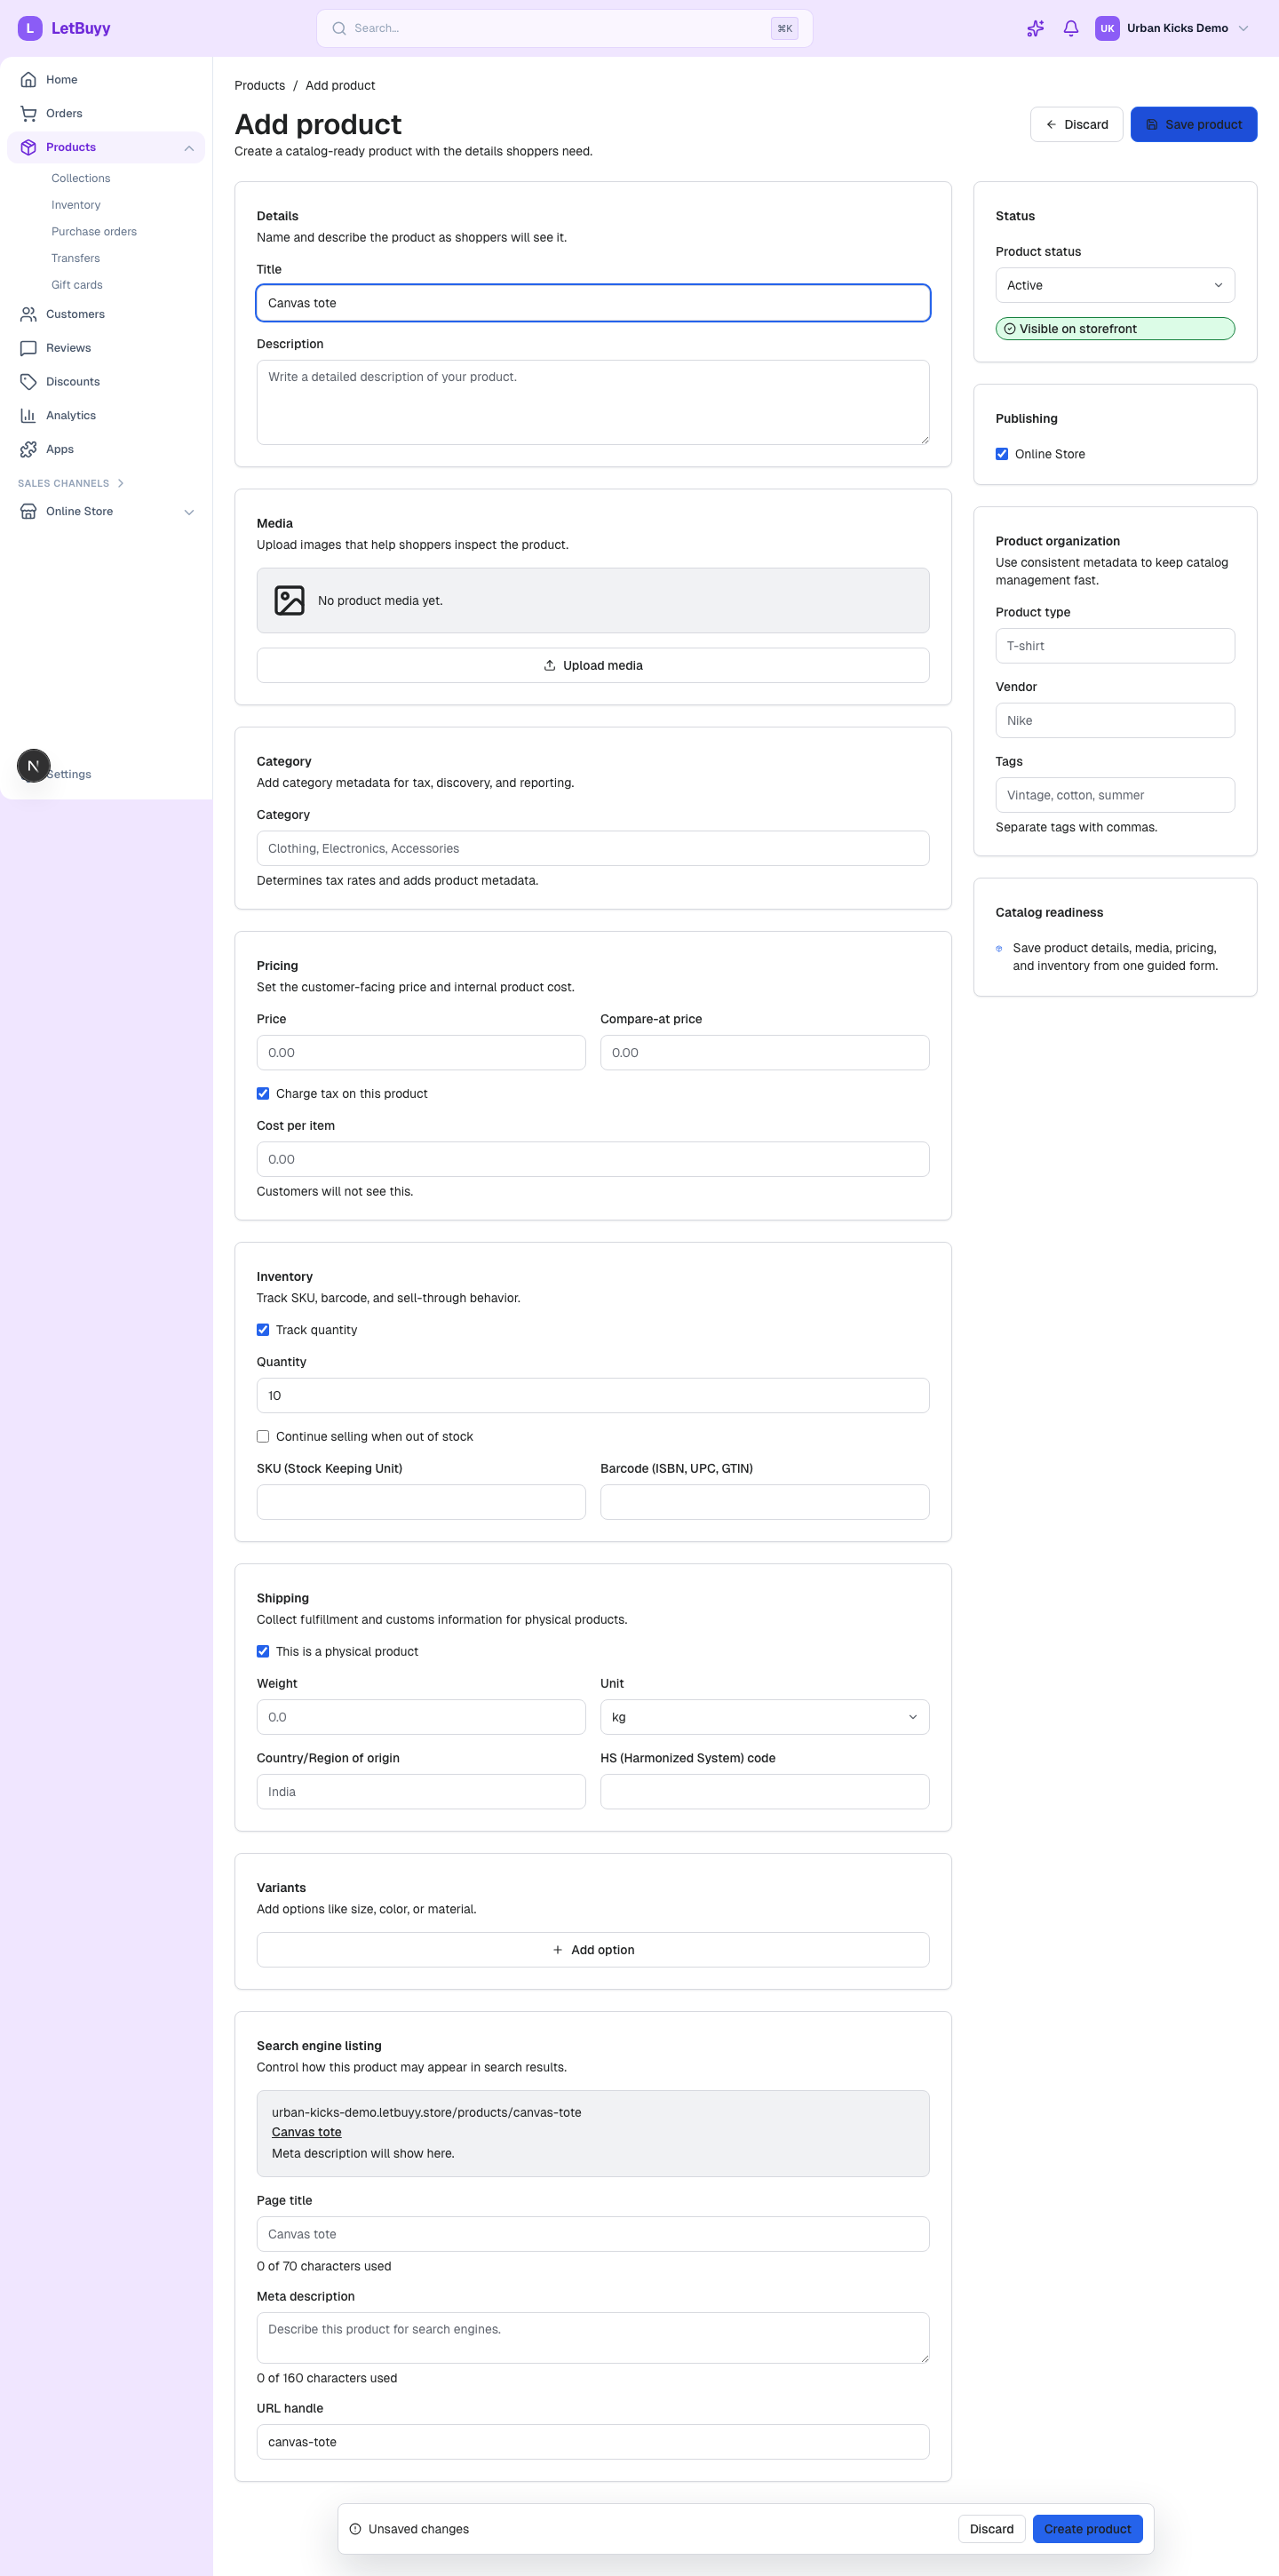 L LetBuyy
Search...
⌘K
UK Urban Kicks Demo
Home
Orders
Products
Collections
Inventory
Purchase orders
Transfers
Gift cards
Customers
Reviews
Discounts
Analytics
Apps
SALES CHANNELS
Online Store
N
Settings
Products / Add product
Add product
Create a catalog-ready product with the details shoppers need.
Discard
Save product
Details
Name and describe the product as shoppers will see it.
Title
Canvas tote
Description
Write a detailed description of your product.
Media
Upload images that help shoppers inspect the product.
No product media yet.
Upload media
Category
Add category metadata for tax, discovery, and reporting.
Category
Clothing, Electronics, Accessories
Determines tax rates and adds product metadata.
Pricing
Set the customer-facing price and internal product cost.
Price
Compare-at price
0.00
0.00
Charge tax on this product
Cost per item
0.00
Customers will not see this.
Inventory
Track SKU, barcode, and sell-through behavior.
Track quantity
Quantity
10
Continue selling when out of stock
SKU (Stock Keeping Unit)
Barcode (ISBN, UPC, GTIN)
Shipping
Collect fulfillment and customs information for physical products.
This is a physical product
Weight
Unit
0.0
kg
Country/Region of origin
HS (Harmonized System) code
India
Variants
Add options like size, color, or material.
Add option
Search engine listing
Control how this product may appear in search results.
urban-kicks-demo.letbuyy.store/products/canvas-tote
Canvas tote
Meta description will show here.
Page title
Canvas tote
0 of 70 characters used
Meta description
Describe this product for search engines.
0 of 160 characters used
URL handle
canvas-tote
Status
Product status
Active
Visible on storefront
Publishing
Online Store
Product organization
Use consistent metadata to keep catalog
management fast.
Product type
T-shirt
Vendor
Nike
Tags
Vintage, cotton, summer
Separate tags with commas.
Catalog readiness
Save product details, media, pricing,
and inventory from one guided form.
Unsaved changes
Discard
Create product